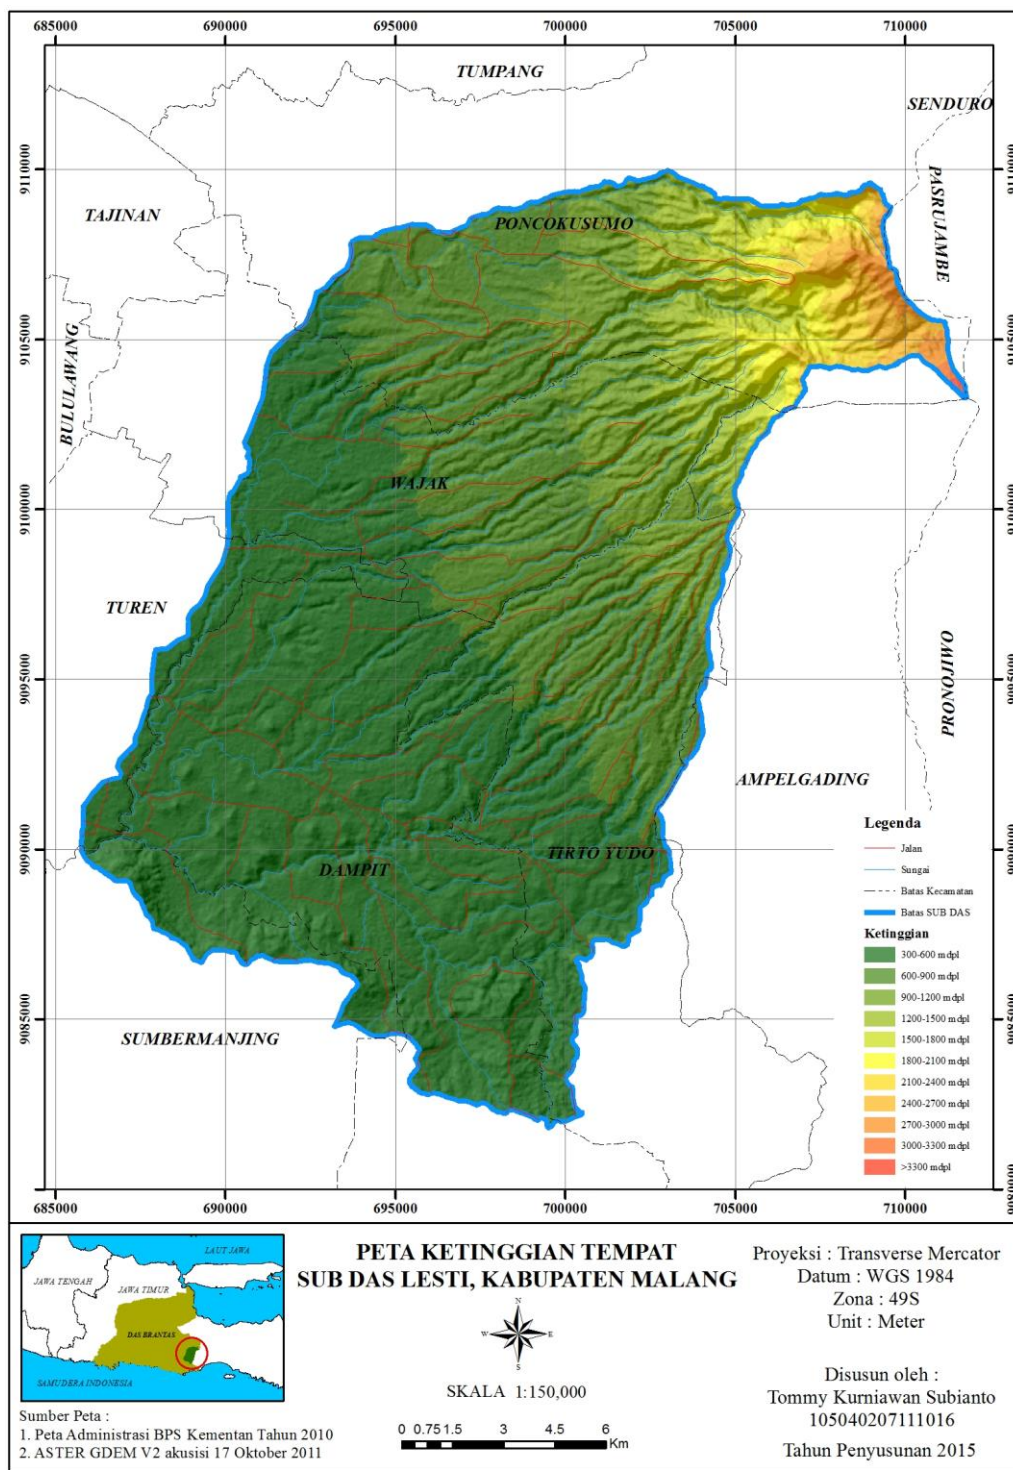 685000 690000 695000 700000 705000 710000
TUMPANG
SENDURO
9110000 9110000
PASRUJAMBE
TAJINAN
PONCOKUSUMO
9105000 9105000
BULULAWANG
WAJAK
9100000 9100000
TUREN
PRONOJIWO
9095000 9095000
AMPELGADING
Legenda
Jalan
Sungai
Batas Kecamatan
Batas SUB DAS
9090000 9090000
DAMPIT
TIRTO YUDO
Ketinggian
300-600 mdpl
600-900 mdpl
900-1200 mdpl
1200-1500 mdpl
1500-1800 mdpl
1800-2100 mdpl
2100-2400 mdpl
2400-2700 mdpl
2700-3000 mdpl
3000-3300 mdpl
>3300 mdpl
9085000 9085000
SUMBERMANJING
9080000
685000 690000 695000 700000 705000 710000
LAUT JAWA
JAWA TENGAH
JAWA TIMUR
DAS BRANTAS
SAMUDERA INDONESIA
Sumber Peta :
1. Peta Administrasi BPS Kementan Tahun 2010
2. ASTER GDEM V2 akusisi 17 Oktober 2011
PETA KETINGGIAN TEMPAT
SUB DAS LESTI, KABUPATEN MALANG
N
W E
S
SKALA 1:150,000
0 0.75 1.5 3 4.5 6
Km
Proyeksi : Transverse Mercator
Datum : WGS 1984
Zona : 49S
Unit : Meter
Disusun oleh :
Tommy Kurniawan Subianto
105040207111016
Tahun Penyusunan 2015